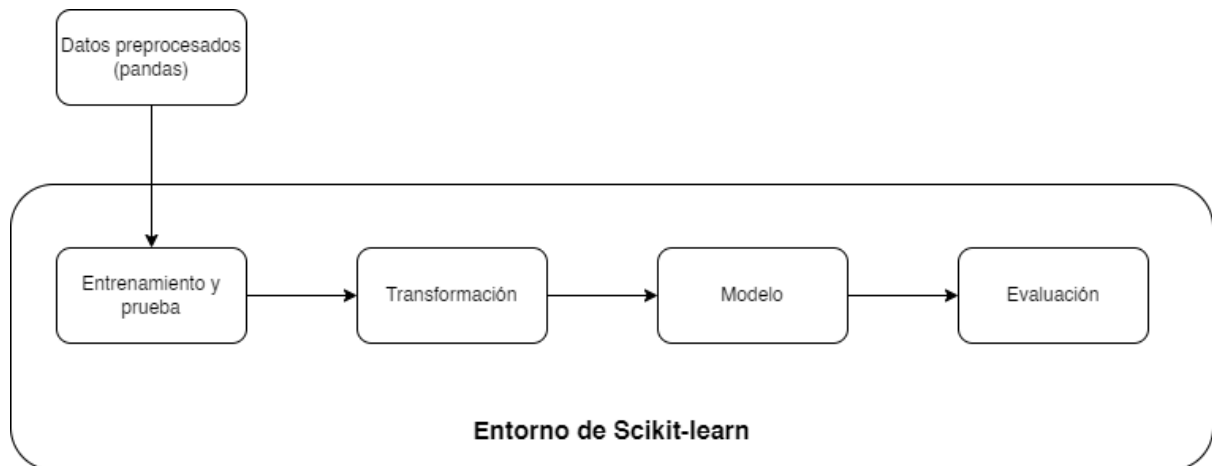 Datos preprocesados
(pandas)
Entrenamiento y
prueba
Transformación
Modelo
Evaluación
Entorno de Scikit-learn